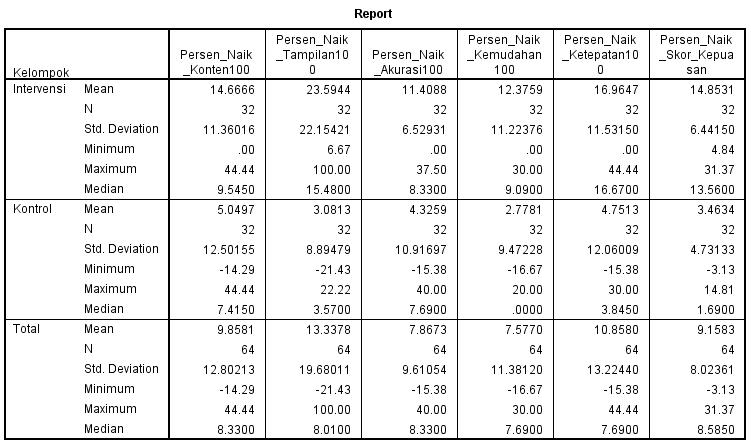 Report
Kelompok Persen_Naik_Konten100 Persen_Naik_Tampilan100 Persen_Naik_Akurasi100 Persen_Naik_Kemudahan100 Persen_Naik_Ketepatan100 Persen_Naik_Skor_Kepuasan
Intervensi Mean 14.6666 23.5944 11.4088 12.3759 16.9647 14.8531
N 32 32 32 32 32 32
Std. Deviation 11.36016 22.15421 6.52931 11.22376 11.53150 6.44150
Minimum .00 6.67 .00 .00 .00 4.84
Maximum 44.44 100.00 37.50 30.00 44.44 31.37
Median 9.5450 15.4800 8.3300 9.0900 16.6700 13.5600
Kontrol Mean 5.0497 3.0813 4.3259 2.7781 4.7513 3.4634
N 32 32 32 32 32 32
Std. Deviation 12.50155 8.89479 10.91697 9.47228 12.06009 4.73133
Minimum -14.29 -21.43 -15.38 -16.67 -15.38 -3.13
Maximum 44.44 22.22 40.00 20.00 30.00 14.81
Median 7.4150 3.5700 7.6900 .0000 3.8450 1.6900
Total Mean 9.8581 13.3378 7.8673 7.5770 10.8580 9.1583
N 64 64 64 64 64 64
Std. Deviation 12.80213 19.68011 9.61054 11.38120 13.22440 8.02361
Minimum -14.29 -21.43 -15.38 -16.67 -15.38 -3.13
Maximum 44.44 100.00 40.00 30.00 44.44 31.37
Median 8.3300 8.0100 8.3300 7.6900 7.6900 8.5850